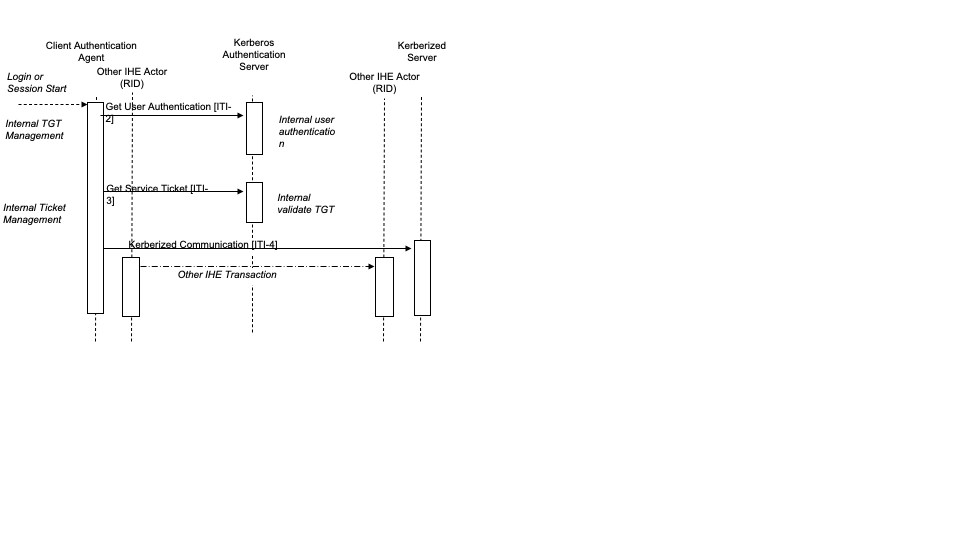 Client Authentication
Agent
Kerberos
Authentication
Server
Kerberized
Server
Other IHE Actor
(RID)
Other IHE Actor
(RID)
Login or
Session Start
Get User Authentication [ITI-
2]
Internal TGT
Management
Internal user
authenticatio
n
Get Service Ticket [ITI-
3]
Internal
validate TGT
Internal Ticket
Management
Kerberized Communication [ITI-4]
Other IHE Transaction